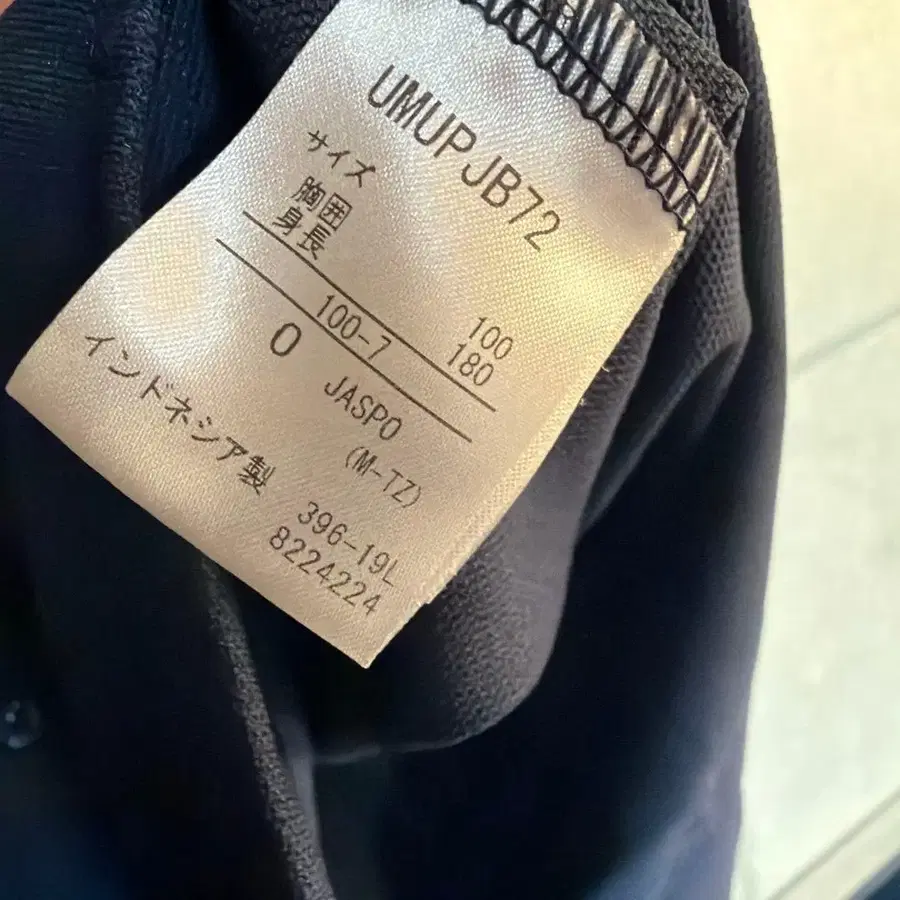 UMUPJB72
サイズ
胸囲 100
身長 180
100-7
O JASPO
(M-TZ)
インドネシア製
396-19L
8224224